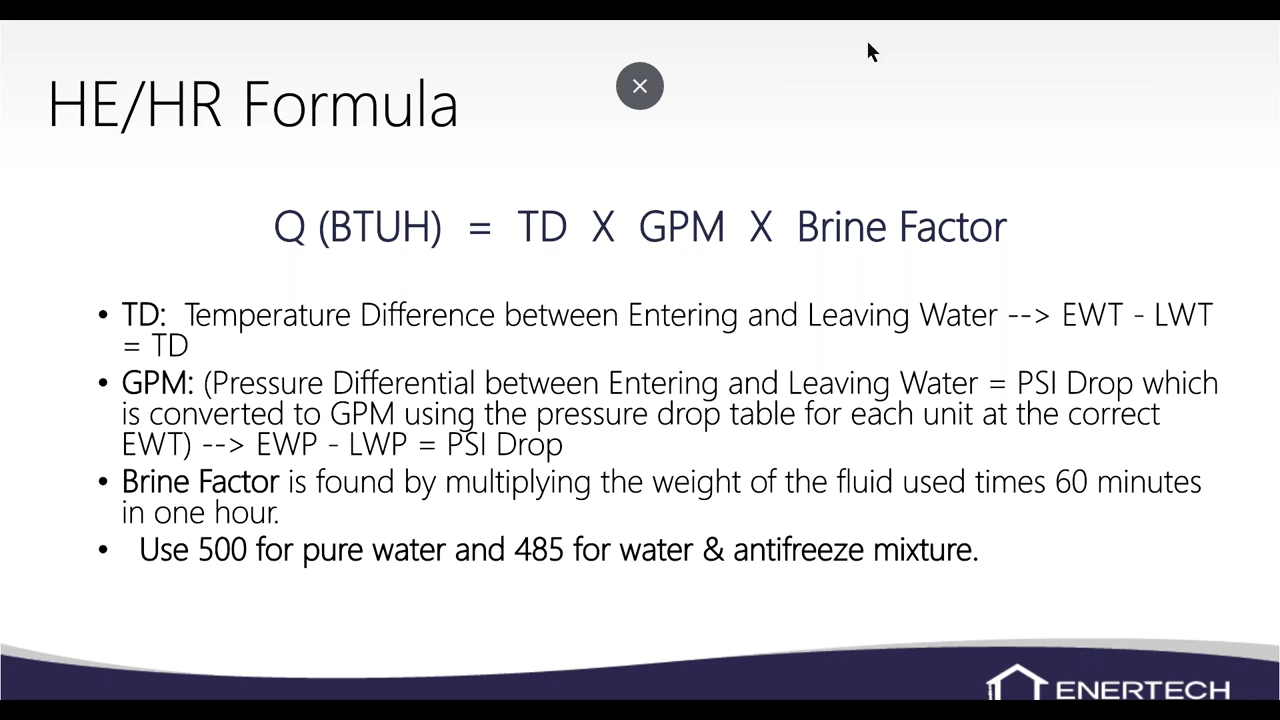 HE/HR Formula
Q (BTUH) = TD X GPM X Brine Factor
• TD: Temperature Difference between Entering and Leaving Water --> EWT - LWT
= TD
• GPM: (Pressure Differential between Entering and Leaving Water = PSI Drop which
is converted to GPM using the pressure drop table for each unit at the correct
EWT) --> EWP - LWP = PSI Drop
• Brine Factor is found by multiplying the weight of the fluid used times 60 minutes
in one hour.
• Use 500 for pure water and 485 for water & antifreeze mixture.
ENERTECH